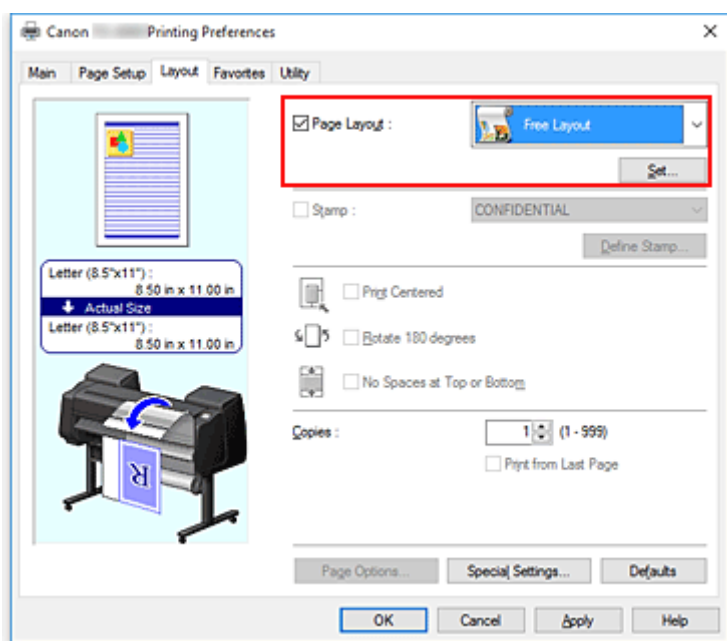 Canon Printing Preferences
Main Page Setup Layout Favorites Utility
Page Layout : Free Layout
Set...
Stamp : CONFIDENTIAL
Define Stamp...
Letter (8.5"x11") :
8.50 in x 11.00 in
Actual Size
Letter (8.5"x11") :
8.50 in x 11.00 in
Print Centered
Rotate 180 degrees
No Spaces at Top or Bottom
Copies : 1 (1 - 999)
Print from Last Page
R
Page Options... Special Settings... Defaults
OK Cancel Apply Help